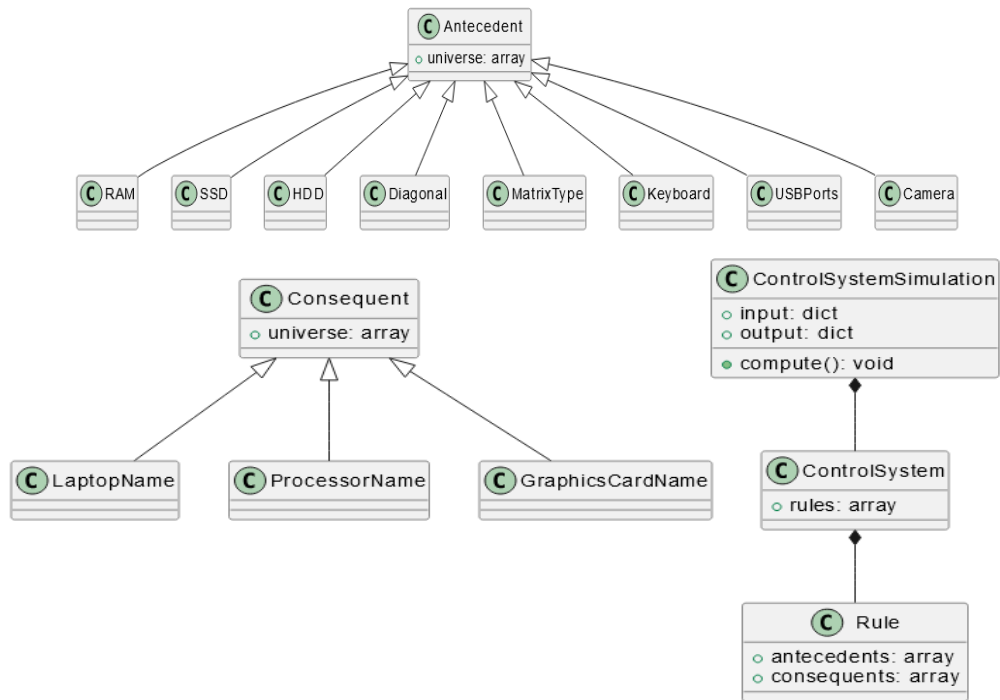 C Antecedent
universe: array
C RAM
C SSD
C HDD
C Diagonal
C MatrixType
C Keyboard
C USBPorts
C Camera
C Consequent
universe: array
C LaptopName
C ProcessorName
C GraphicsCardName
C ControlSystemSimulation
input: dict
output: dict
compute(): void
C ControlSystem
rules: array
C Rule
antecedents: array
consequents: array